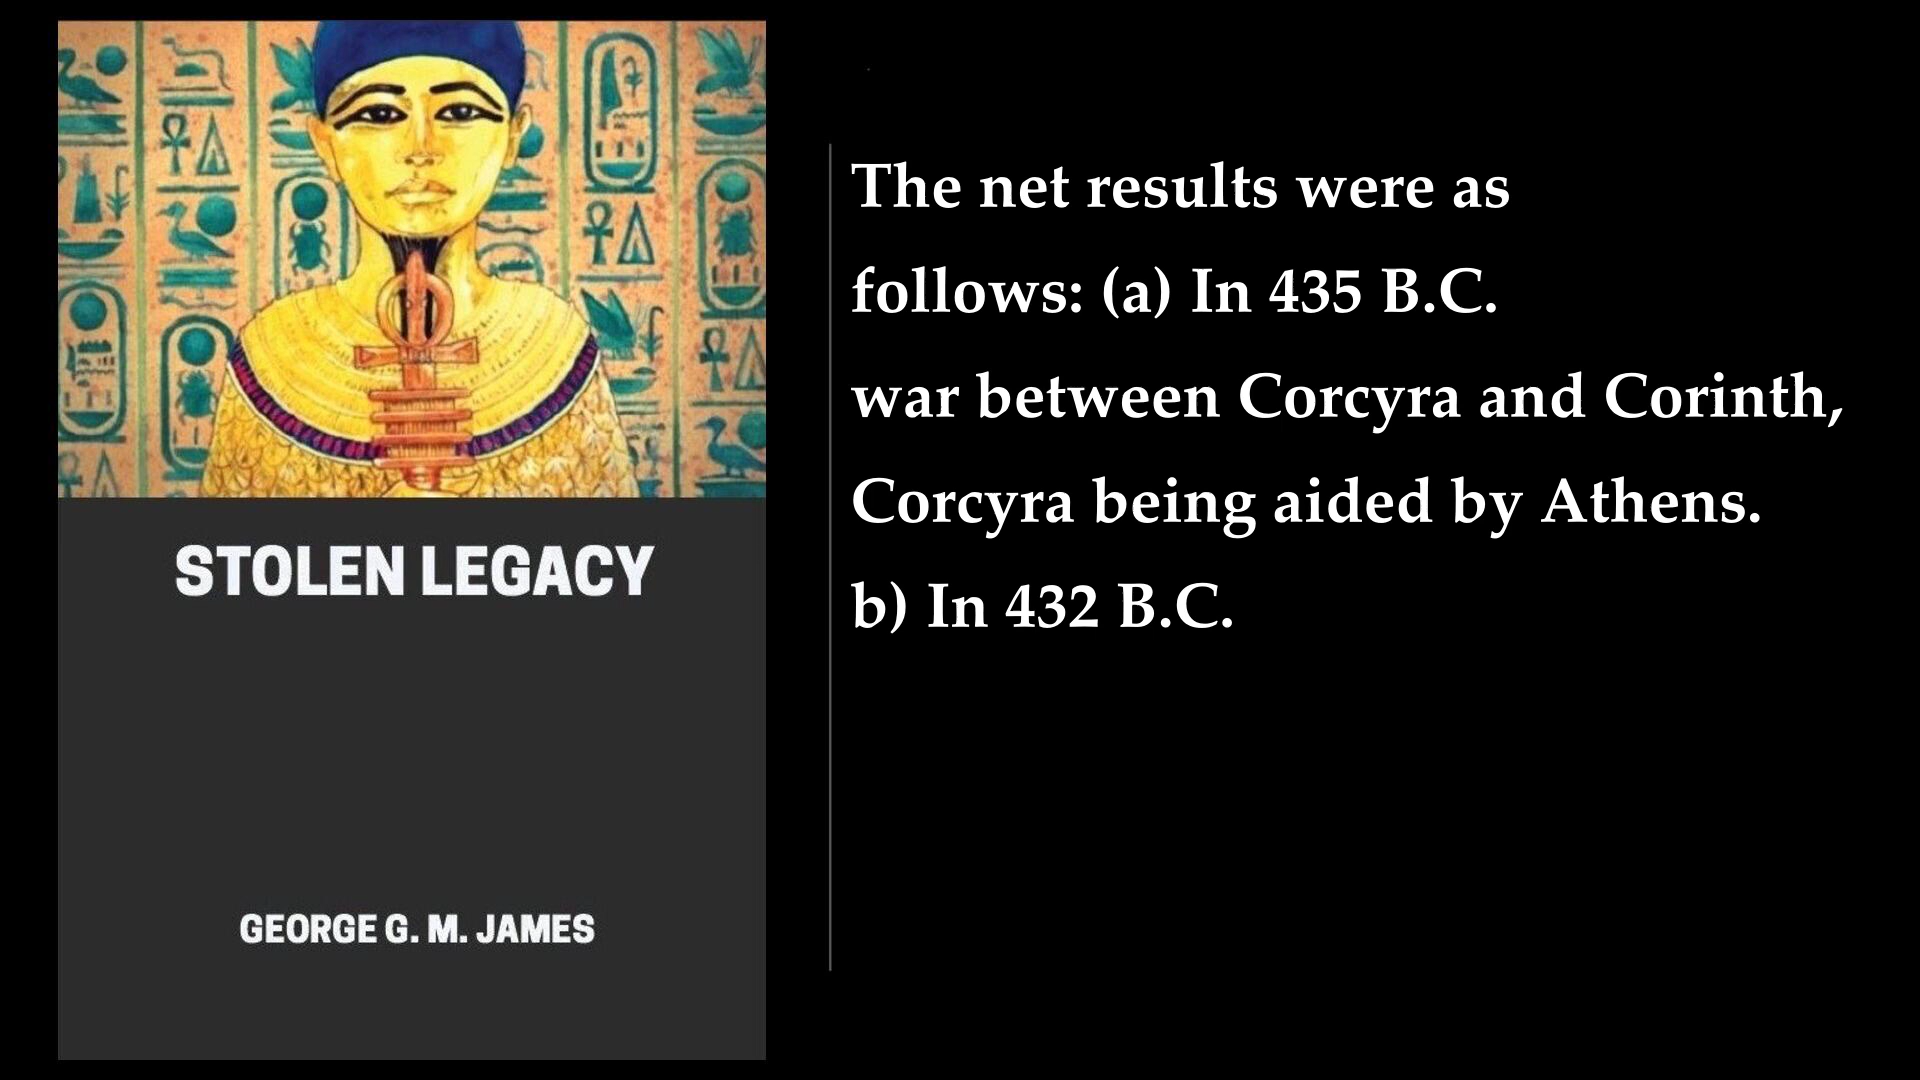 STOLEN LEGACY
GEORGE G. M. JAMES
The net results were as
follows: (a) In 435 B.C.
war between Corcyra and Corinth,
Corcyra being aided by Athens.
b) In 432 B.C.